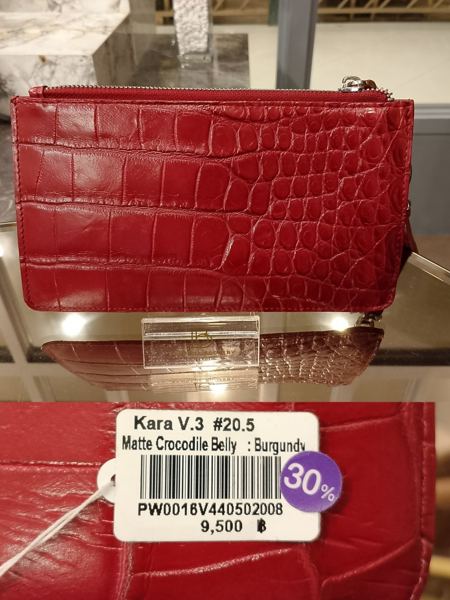 Kara V.3 #20.5
Matte Crocodile Belly : Burgundy
30%
PW0016V440502008
9,500 ฿